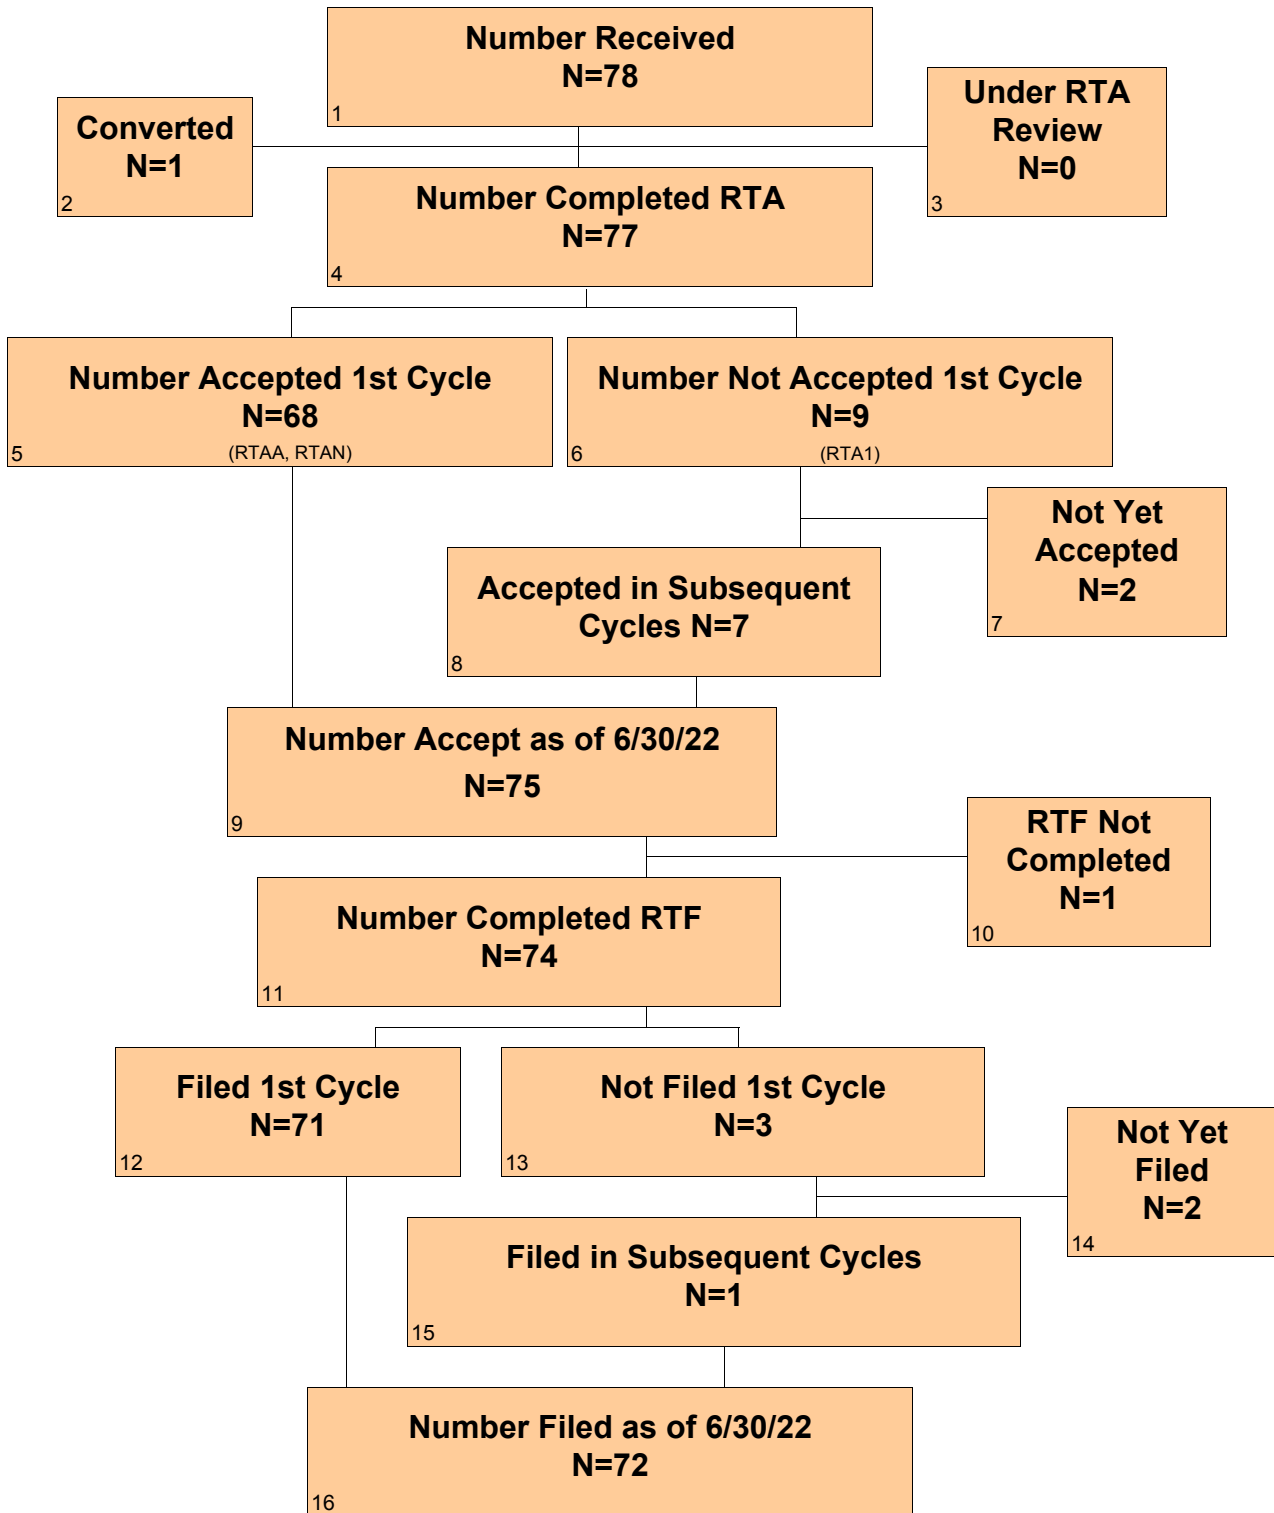 Number Received
N=78
1
Converted
N=1
2
Under RTA
Review
N=0
3
Number Completed RTA
N=77
4
Number Accepted 1st Cycle
N=68
(RTAA, RTAN)
5
Number Not Accepted 1st Cycle
N=9
(RTA1)
6
Not Yet
Accepted
N=2
7
Accepted in Subsequent
Cycles N=7
8
Number Accept as of 6/30/22
N=75
9
RTF Not
Completed
N=1
10
Number Completed RTF
N=74
11
Filed 1st Cycle
N=71
12
Not Filed 1st Cycle
N=3
13
Not Yet
Filed
N=2
14
Filed in Subsequent Cycles
N=1
15
Number Filed as of 6/30/22
N=72
16